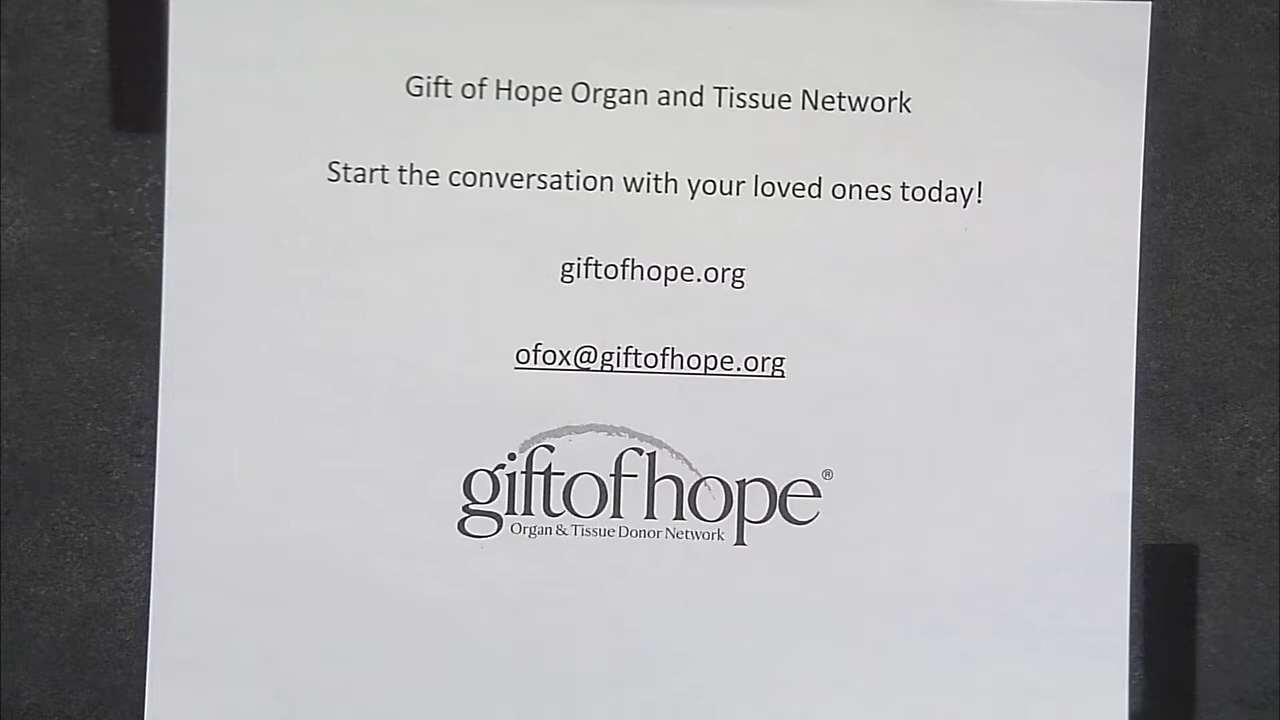 Gift of Hope Organ and Tissue Network
Start the conversation with your loved ones today!
giftofhope.org
ofox@giftofhope.org
giftofhope®
Organ & Tissue Donor Network